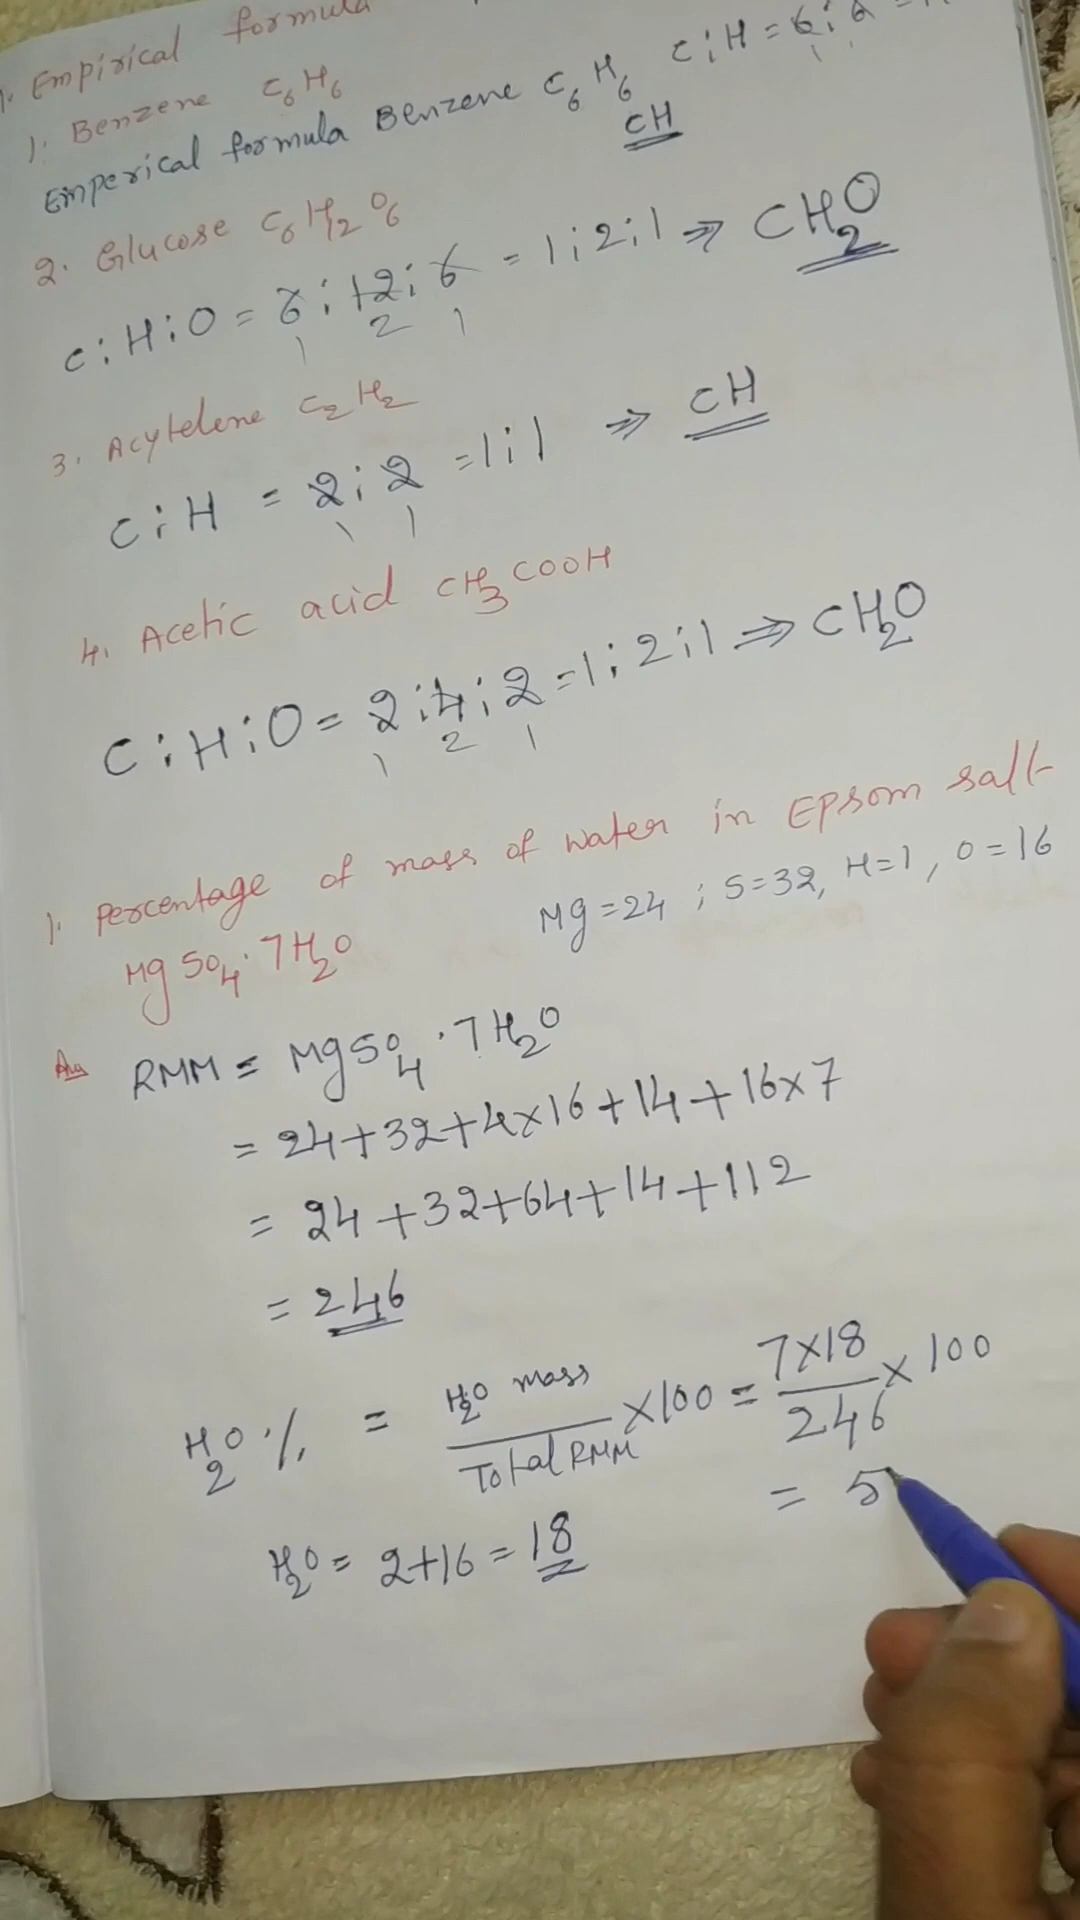 1. Empirical formula
1. Benzene C₆H₆
Emperical formula Benzene C₆H₆ C:H = 6:6
1 :
CH
2. Glucose C₆H₁₂O₆
C:H:O = 6:12:6 = 1:2:1 ⇒ CH₂O
1 2 1
3. Acytelene C₂H₂
C:H = 2:2 = 1:1 ⇒ CH
1 1
4. Acetic acid CH₃COOH
C:H:O = 2:4:2 = 1:2:1 ⇒ CH₂O
1 2 1
1. Percentage of mass of water in Epsom salt
MgSO₄·7H₂O Mg=24; S=32, H=1, O=16
Ans RMM = MgSO₄·7H₂O
= 24+32+4×16+14+16×7
= 24+32+64+14+112
= 246
H₂O % = H₂O mass / Total RMM ×100 = 7×18 / 246 × 100
= 5
H₂O = 2+16 = 18